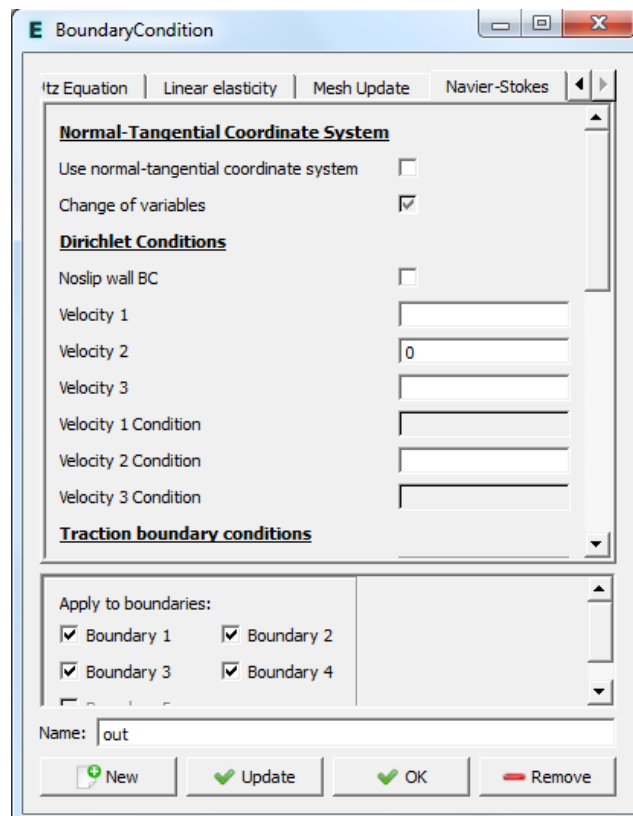 E BoundaryCondition
ltz Equation Linear elasticity Mesh Update Navier-Stokes
Normal-Tangential Coordinate System
Use normal-tangential coordinate system
Change of variables
Dirichlet Conditions
Noslip wall BC
Velocity 1
Velocity 2 0
Velocity 3
Velocity 1 Condition
Velocity 2 Condition
Velocity 3 Condition
Traction boundary conditions
Apply to boundaries:
Boundary 1 Boundary 2
Boundary 3 Boundary 4
Name: out
New Update OK Remove